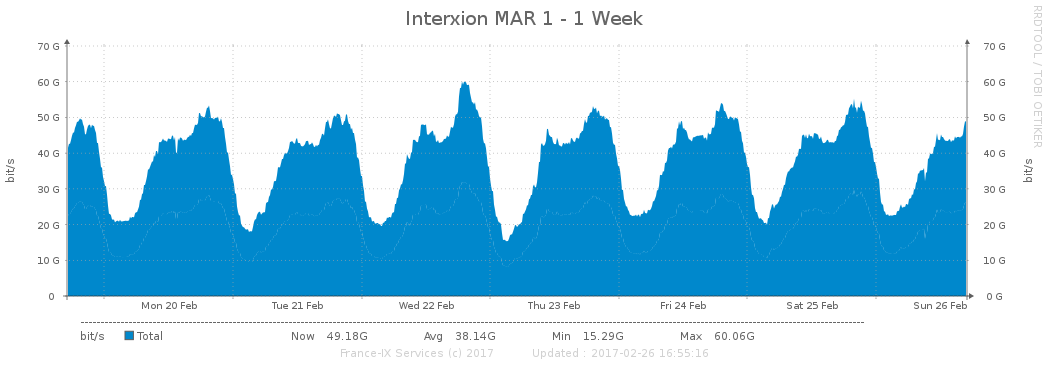 Interxion MAR 1 - 1 Week
RRDTOOL / TOBI OETIKER
70 G 70 G
60 G 60 G
50 G 50 G
40 G 40 G
30 G 30 G
20 G 20 G
10 G 10 G
0 0 G
bit/s bit/s
Mon 20 Feb Tue 21 Feb Wed 22 Feb Thu 23 Feb Fri 24 Feb Sat 25 Feb Sun 26 Feb
bit/s Total Now 49.18G Avg 38.14G Min 15.29G Max 60.06G
France-IX Services (c) 2017 Updated : 2017-02-26 16:55:16